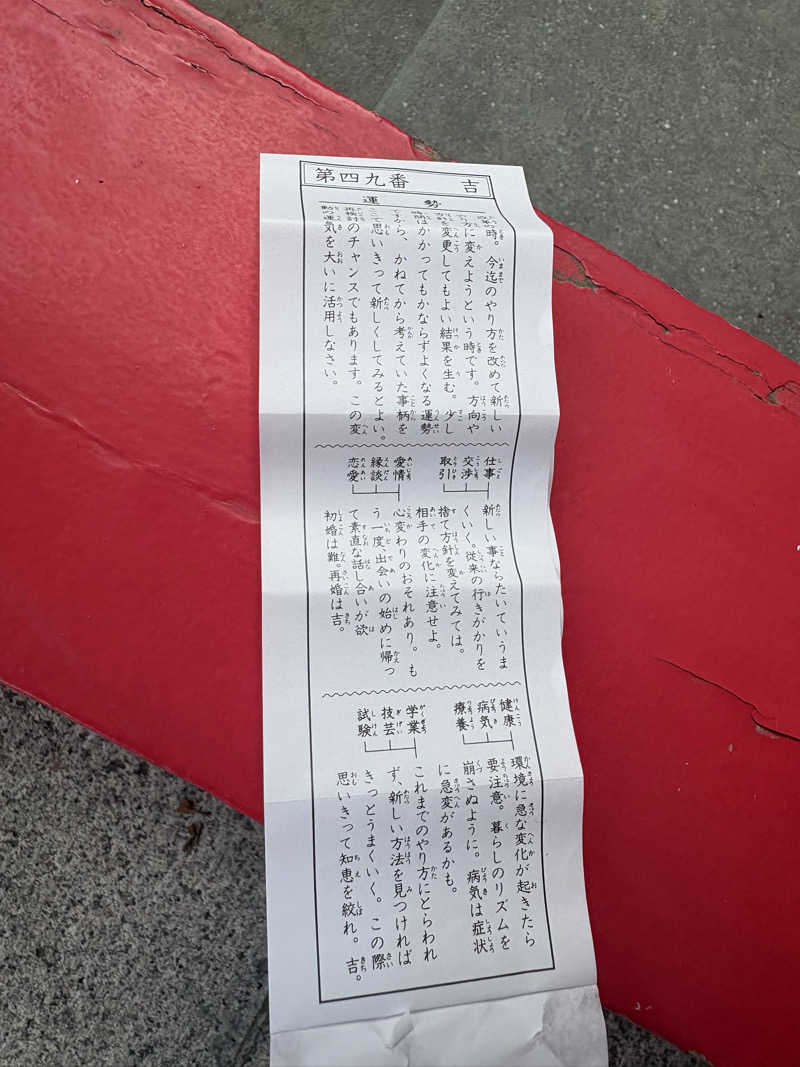 第四九番 吉
運勢
時。今迄のやり方を改めて新しい
に変えようという時です。方向や
を変更してもよい結果を生む。少し
はかかってもかならずよくなる運勢
ですから、かねてから考えていた事柄を
ここで思いきって新しくしてみるとよい。
再検討のチャンスでもあります。この変
動の運気を大いに活用しなさい。
仕事
交渉
取引
新しい事ならたいていうま
くいく。従来の行きがかりを
捨て方針を変えてみては。
相手の変化に注意せよ。
愛情
縁談
恋愛
心変わりのおそれあり。も
う一度、出会いの始めに帰っ
て素直な話し合いが欲
初婚は難。再婚は吉。
健康
病気
療養
環境に急な変化が起きたら
要注意。暮らしのリズムを
崩さぬように。病気は症状
に急変があるかも。
学業
技芸
試験
これまでのやり方にとらわれ
ず、新しい方法を見つければ
きっとうまくいく。この際
思いきって知恵を絞れ。吉。